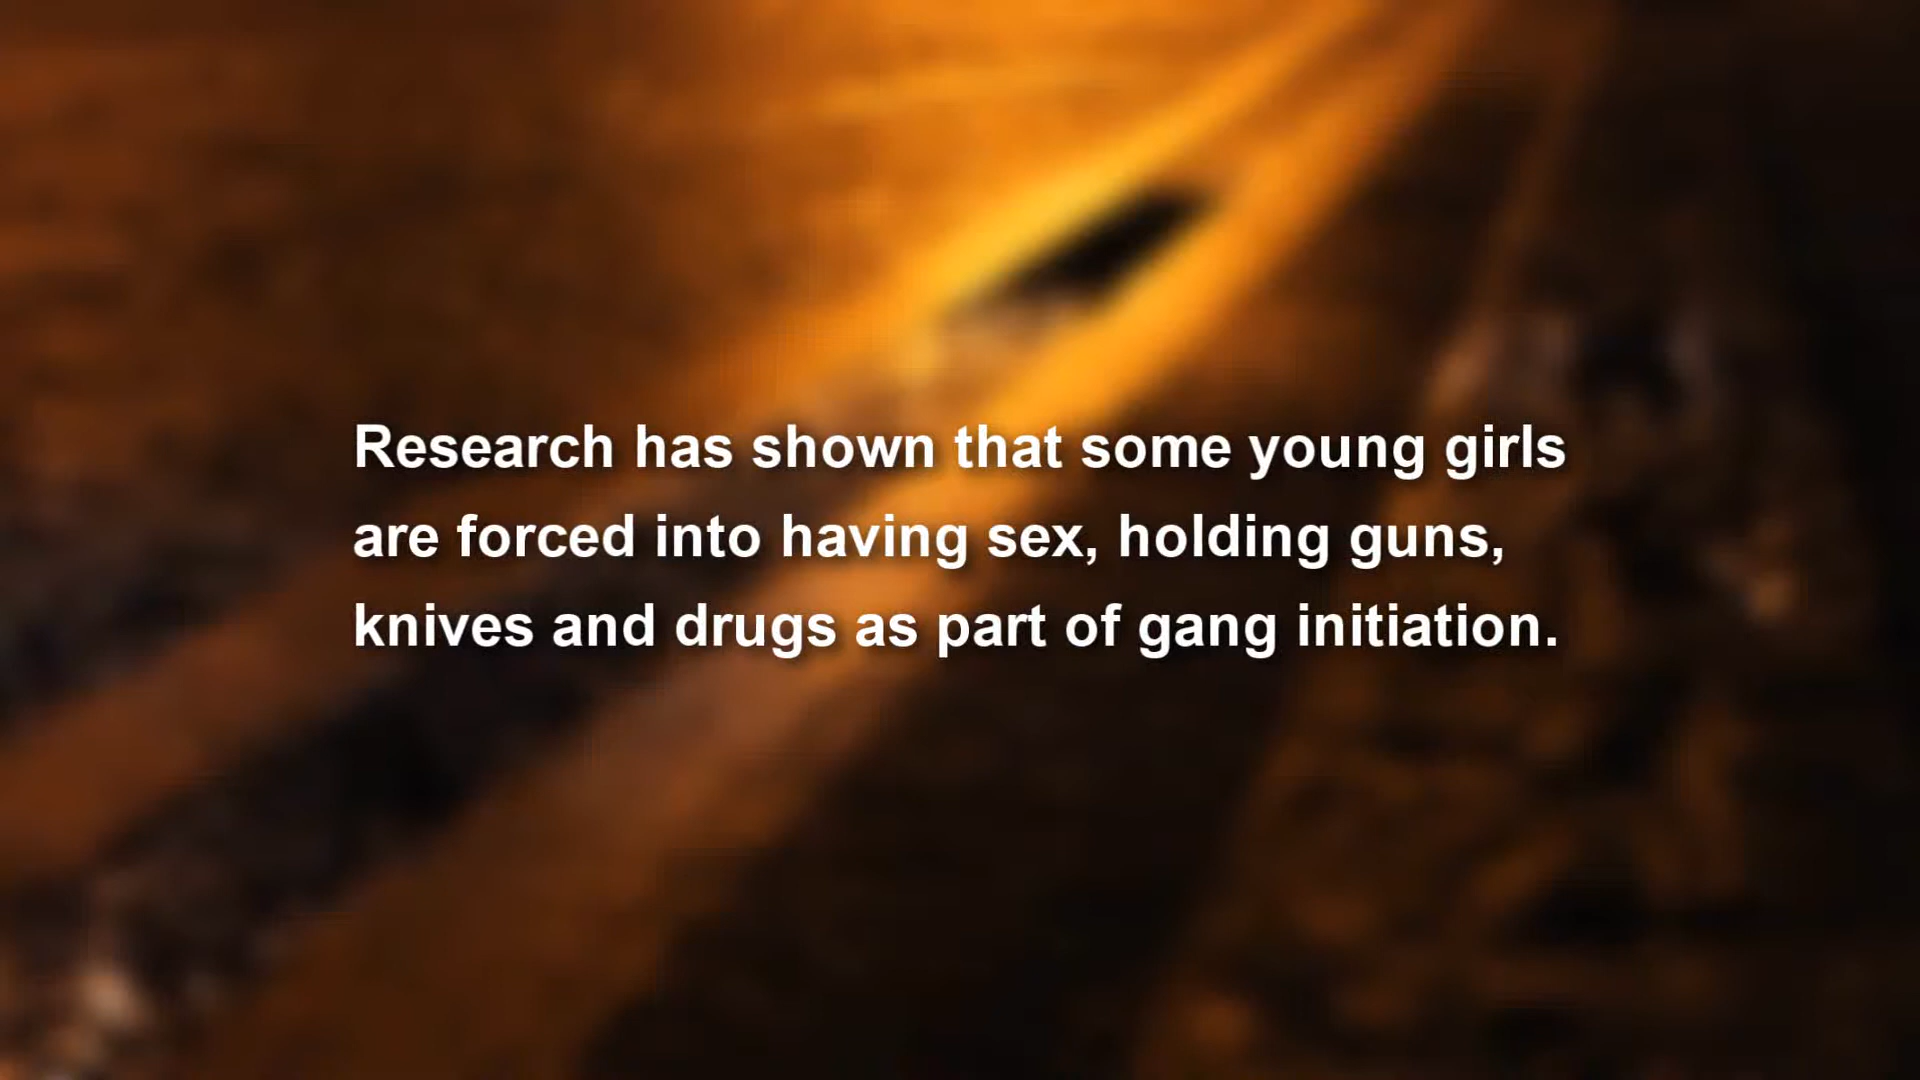 Research has shown that some young girls
are forced into having sex, holding guns,
knives and drugs as part of gang initiation.